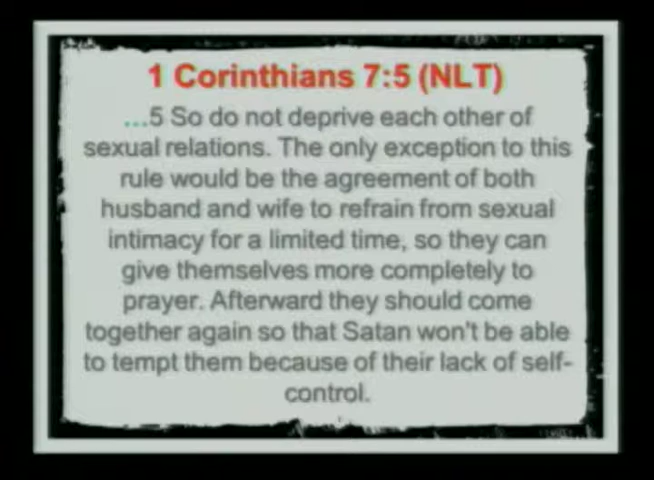 1 Corinthians 7:5 (NLT)
...5 So do not deprive each other of
sexual relations. The only exception to this
rule would be the agreement of both
husband and wife to refrain from sexual
intimacy for a limited time, so they can
give themselves more completely to
prayer. Afterward they should come
together again so that Satan won't be able
to tempt them because of their lack of self-
control.